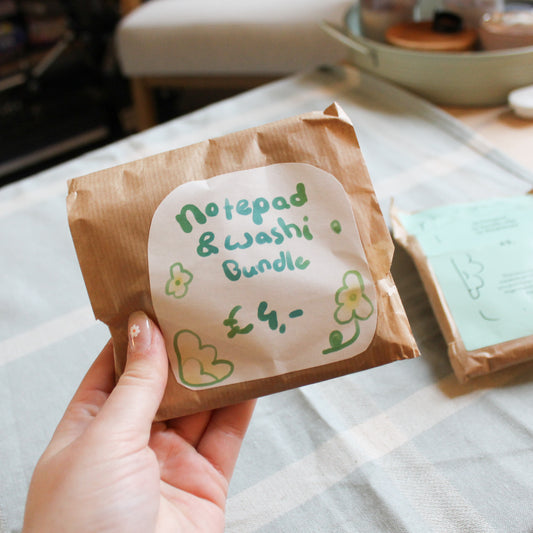 Notepad
& washi
Bundle
€ 4,-